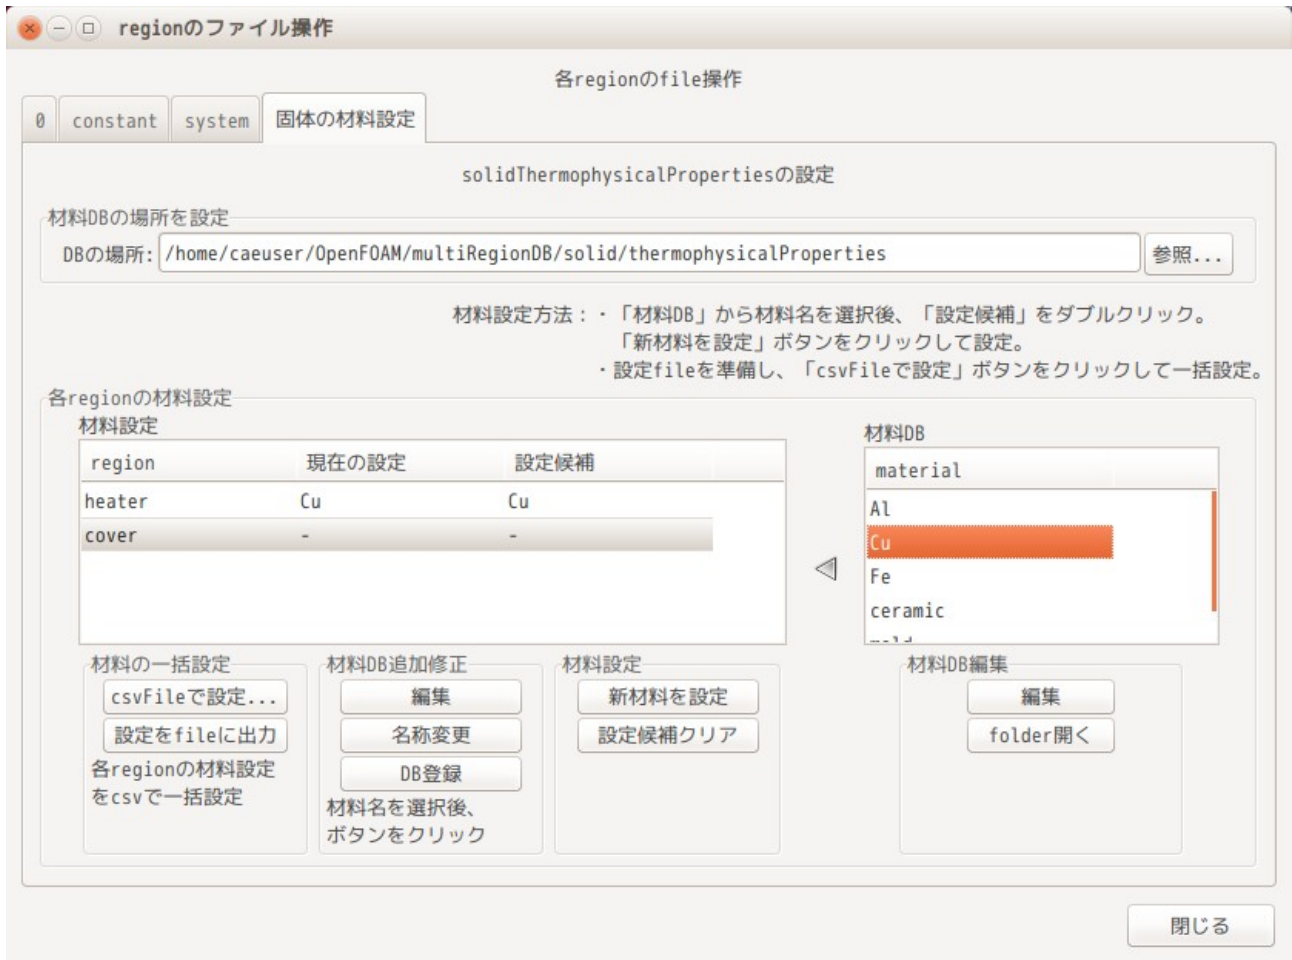 regionのファイル操作
各regionのfile操作
0 constant system 固体の材料設定
solidThermophysicalPropertiesの設定
材料DBの場所を設定
DBの場所: /home/caeuser/OpenFOAM/multiRegionDB/solid/thermophysicalProperties 参照...
材料設定方法：・「材料DB」から材料名を選択後、「設定候補」をダブルクリック。
「新材料を設定」ボタンをクリックして設定。
・設定fileを準備し、「csvFileで設定」ボタンをクリックして一括設定。
各regionの材料設定
材料設定
region 現在の設定 設定候補
heater Cu Cu
cover - -
材料DB
material
Al
Cu
Fe
ceramic
材料の一括設定
csvFileで設定...
設定をfileに出力
各regionの材料設定
をcsvで一括設定
材料DB追加修正
編集
名称変更
DB登録
材料名を選択後、
ボタンをクリック
材料設定
新材料を設定
設定候補クリア
材料DB編集
編集
folder開く
閉じる